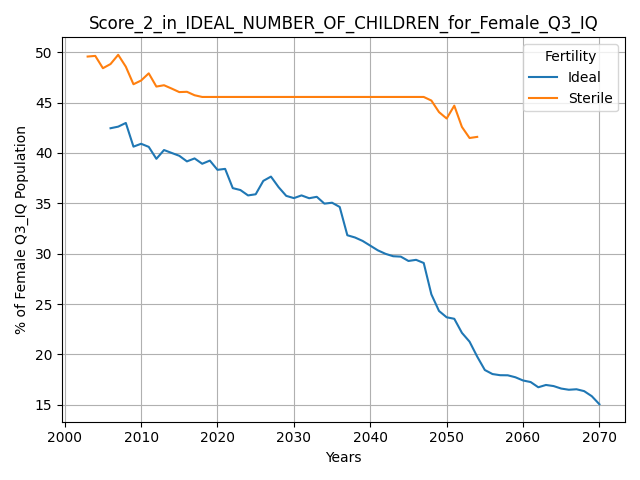 Score_2_in_IDEAL_NUMBER_OF_CHILDREN_for_Female_Q3_IQ
Fertility
Ideal
Sterile
% of Female Q3_IQ Population
50
45
40
35
30
25
20
15
2000 2010 2020 2030 2040 2050 2060 2070
Years